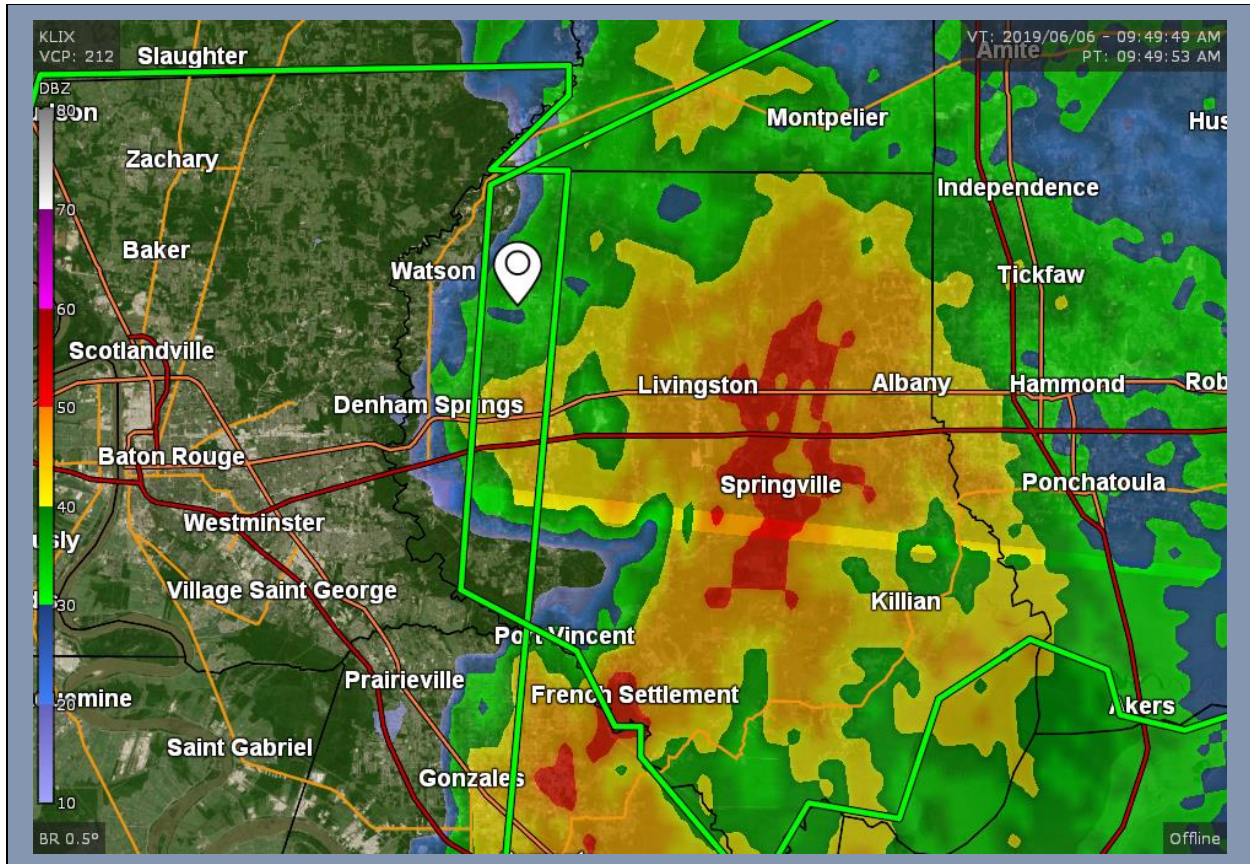 KLIX
VCP: 212
VT: 2019/06/06 - 09:49:49 AM
PT: 09:49:53 AM
DBZ
80
70
60
50
40
30
20
10
Slaughter
Amite
Montpelier
Zachary
Independence
Baker
Watson
Tickfaw
Scotlandville
Livingston
Albany
Hammond
Denham Springs
Baton Rouge
Springville
Ponchatoula
Westminster
Village Saint George
Killian
Port Vincent
Prairieville
French Settlement
Akers
Saint Gabriel
Gonzales
BR 0.5°
Offline